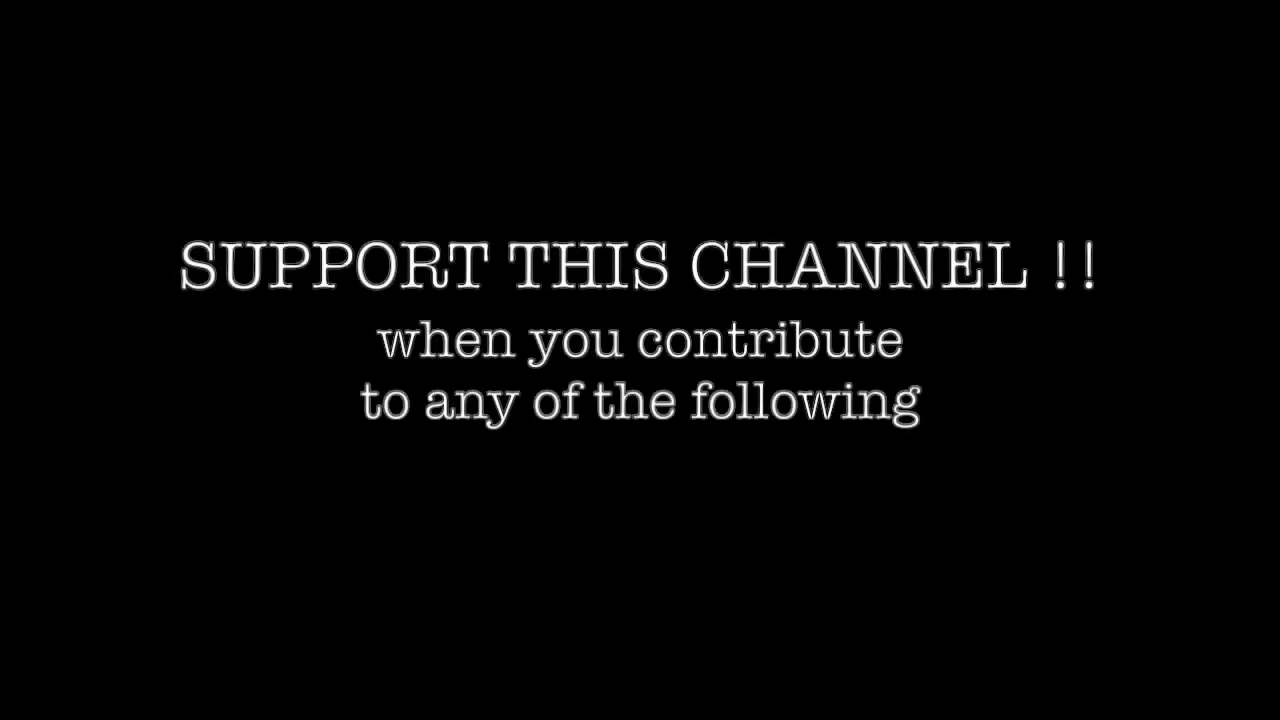 SUPPORT THIS CHANNEL !!
when you contribute
to any of the following